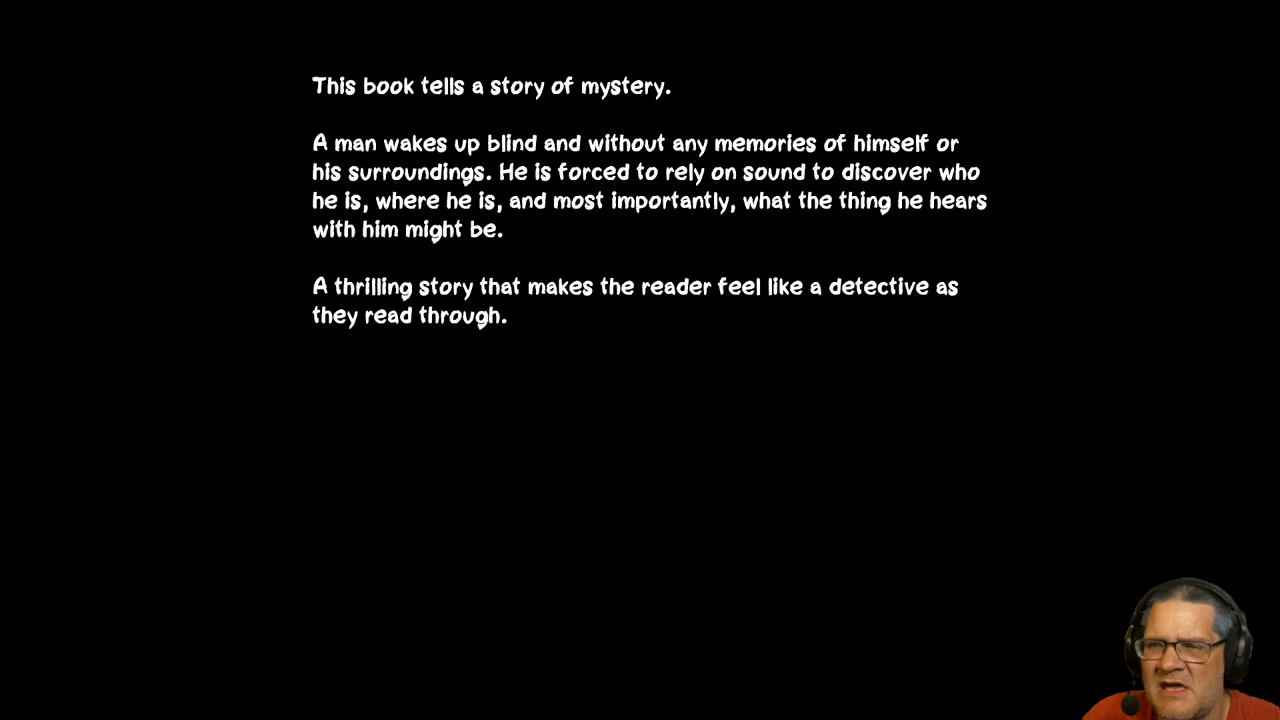 This book tells a story of mystery.
A man wakes up blind and without any memories of himself or
his surroundings. He is forced to rely on sound to discover who
he is, where he is, and most importantly, what the thing he hears
with him might be.
A thrilling story that makes the reader feel like a detective as
they read through.